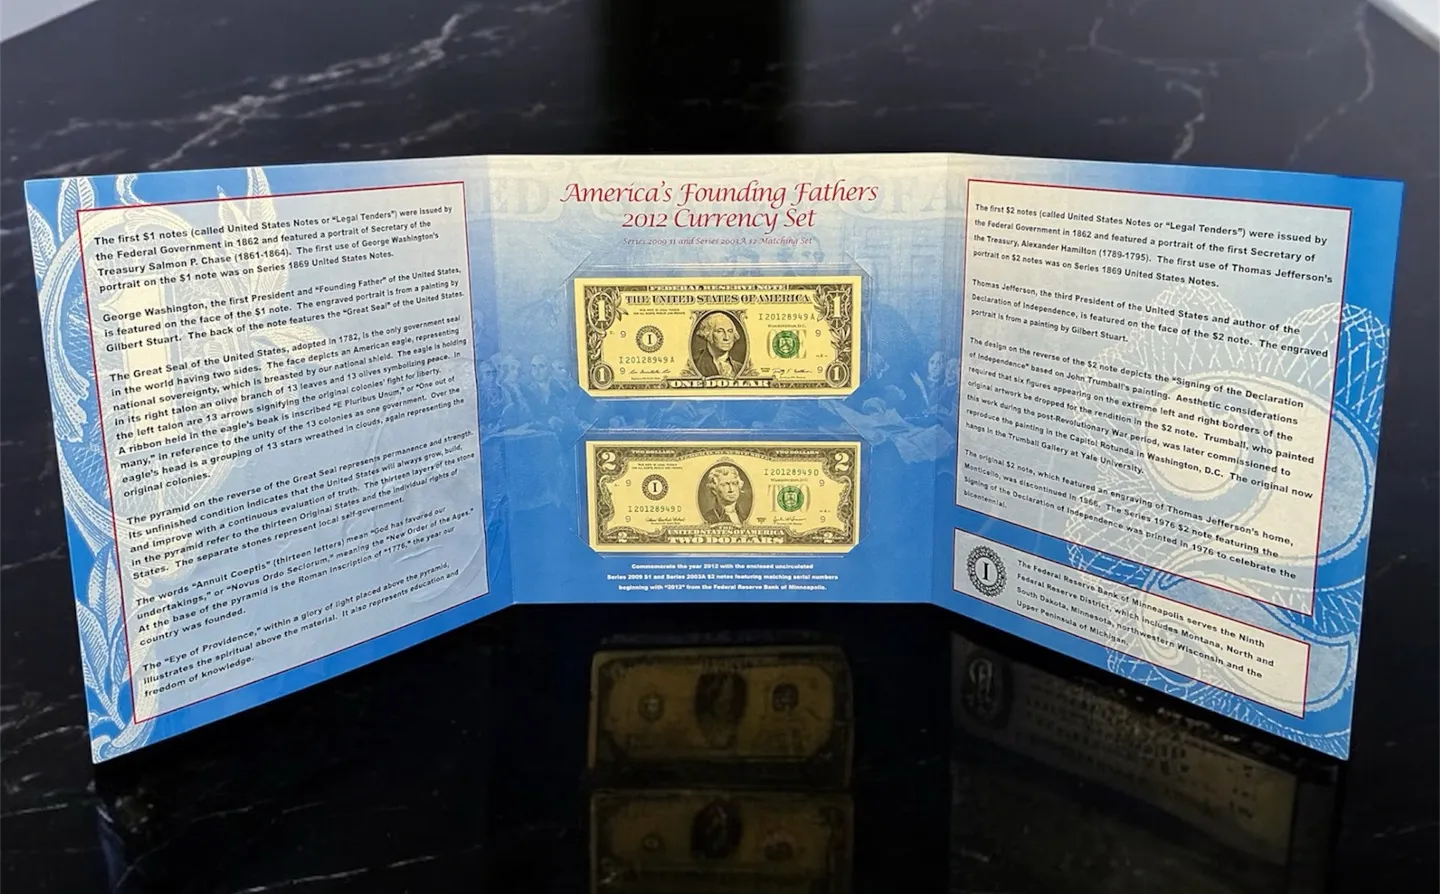 The first $1 notes (called United States Notes or "Legal Tenders") were issued by
the Federal Government in 1862 and featured a portrait of Secretary of the
Treasury Salmon P. Chase (1861-1864). The first use of George Washington's
portrait on the $1 note was on Series 1869 United States Notes.
George Washington, the first President and "Founding Father" of the United States,
is featured on the face of the $1 note. The engraved portrait is from a painting by
Gilbert Stuart. The back of the note features the "Great Seal" of the United States.
The Great Seal of the United States, adopted in 1782, is the only government seal
in the world having two sides. The face depicts an American eagle, representing
national sovereignty, which is breasted by our national shield. The eagle is holding
in its right talon an olive branch of 13 leaves and 13 olives symbolizing peace. In
the left talon are 13 arrows signifying the original colonies' fight for liberty.
A ribbon held in the eagle's beak is inscribed "E Pluribus Unum," or "One out of
many," in reference to the unity of the 13 colonies as one government. Over the
eagle's head is a grouping of 13 stars wreathed in clouds, again representing the
original colonies.
The pyramid on the reverse of the Great Seal represents permanence and strength.
Its unfinished condition indicates that the United States will always grow, build,
and improve with a continuous evaluation of truth. The thirteen layers of the stone
in the pyramid refer to the thirteen Original States and the individual rights of
States. The separate stones represent local self-government.
The words "Annuit Coeptis" (thirteen letters) mean "God has favored our
undertakings," or "Novus Ordo Seclorum," meaning the "New Order of the Ages."
At the base of the pyramid is the Roman Inscription of "1776," the year our
country was founded.
The "Eye of Providence," within a glory of light placed above the pyramid,
illustrates the spiritual above the material. It also represents education and
freedom of knowledge.
America's Founding Fathers
2012 Currency Set
Series 2009 $1 and Series 2003A $2 Matching Set
FEDERAL RESERVE NOTE
THE UNITED STATES OF AMERICA
1
1
I 20128949 A
WASHINGTON, D.C.
9
9
I
I 20128949 A
9
9
1
ONE DOLLAR
1
TWO DOLLARS
TWO DOLLARS
2
2
I 20128949 D
9
9
I
I 20128949 D
9
9
UNITED STATES OF AMERICA
2
TWO DOLLARS
2
Commemorate the year 2012 with the enclosed uncirculated
Series 2009 $1 and Series 2003A $2 notes featuring matching serial numbers
beginning with "2012" from the Federal Reserve Bank of Minneapolis.
The first $2 notes (called United States Notes or "Legal Tenders") were issued by
the Federal Government in 1862 and featured a portrait of the first Secretary of
the Treasury, Alexander Hamilton (1789-1795). The first use of Thomas Jefferson's
portrait on $2 notes was on Series 1869 United States Notes.
Thomas Jefferson, the third President of the United States and author of the
Declaration of Independence, is featured on the face of the $2 note. The engraved
portrait is from a painting by Gilbert Stuart.
The design on the reverse of the $2 note depicts the "Signing of the Declaration
of Independence" based on John Trumbull's painting. Aesthetic considerations
required that six figures appearing on the extreme left and right borders of the
original artwork be dropped for the rendition in the $2 note. Trumbull, who painted
this work during the post-Revolutionary War period, was later commissioned to
reproduce the painting in the Capitol Rotunda in Washington, D.C. The original now
hangs in the Trumbull Gallery at Yale University.
The original $2 note, which featured an engraving of Thomas Jefferson's home,
Monticello, was discontinued in 1966. The Series 1976 $2 note featuring the
Signing of the Declaration of Independence was printed in 1976 to celebrate the
bicentennial.
I
The Federal Reserve Bank of Minneapolis serves the Ninth
Federal Reserve District, which includes Montana, North and
South Dakota, Minnesota, northwestern Wisconsin and the
Upper Peninsula of Michigan.